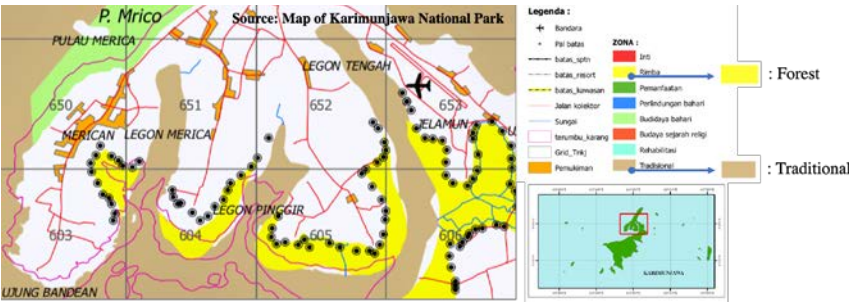 P. Mrico
Source: Map of Karimunjawa National Park
PULAU MERICA
LEGON TENGAH
650
651
652
653
MERICAN
LEGON MERICA
JELAMUN
LEGON PINGGIR
603
604
605
606
UJUNG BANDEAN
Legenda :
Bandara
Pal batas
batas_sptn
batas_resort
batas_kawasan
Jalan kolektor
Sungai
terumbu_karang
Grid_Tnkj
Pemukiman
ZONA :
Inti
Rimba
Pemanfaatan
Perlindungan bahari
Budidaya bahari
Budaya sejarah religi
Rehabilitasi
Tradisional
: Forest
: Traditional
KARIMUNJAWA